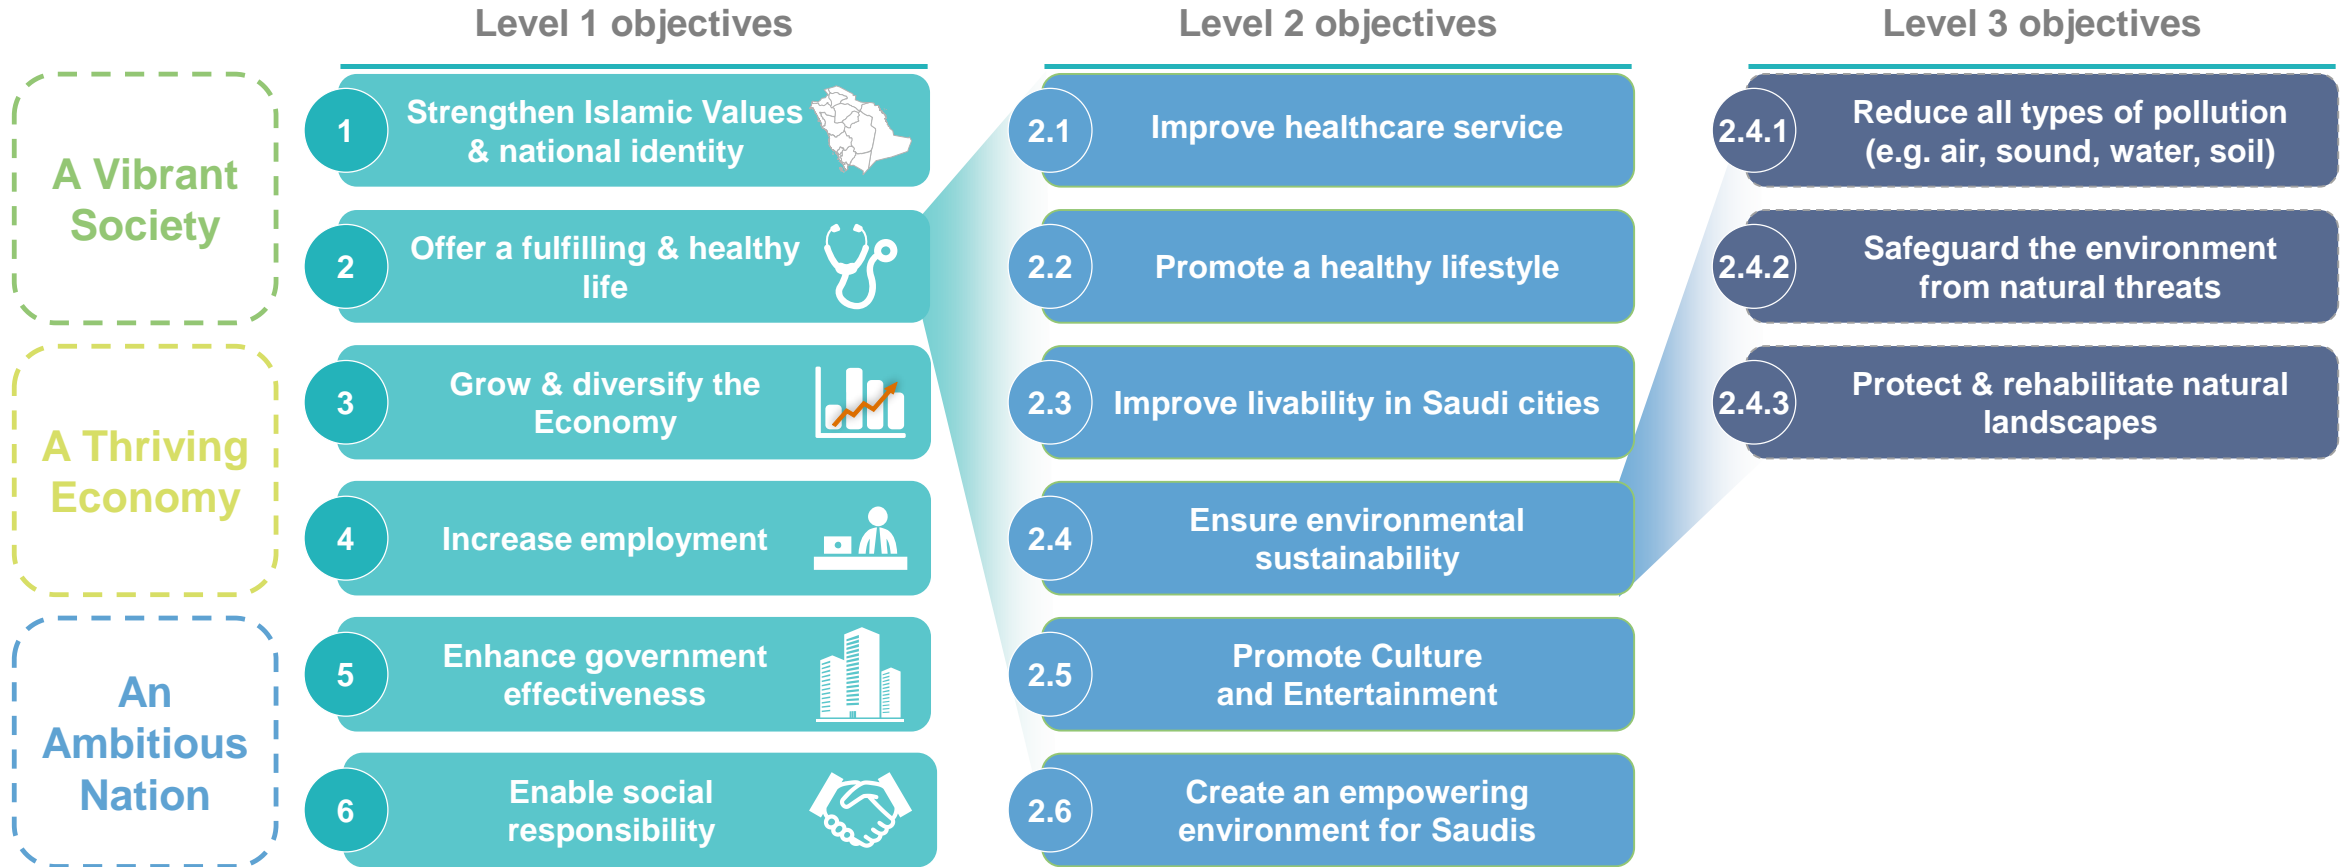 Level 1 objectives
Level 2 objectives
Level 3 objectives
A Vibrant
Society
A Thriving
Economy
An
Ambitious
Nation
1
Strengthen Islamic Values
& national identity
2
Offer a fulfilling & healthy
life
3
Grow & diversify the
Economy
4
Increase employment
5
Enhance government
effectiveness
6
Enable social
responsibility
2.1
Improve healthcare service
2.2
Promote a healthy lifestyle
2.3
Improve livability in Saudi cities
2.4
Ensure environmental
sustainability
2.5
Promote Culture
and Entertainment
2.6
Create an empowering
environment for Saudis
2.4.1
Reduce all types of pollution
(e.g. air, sound, water, soil)
2.4.2
Safeguard the environment
from natural threats
2.4.3
Protect & rehabilitate natural
landscapes